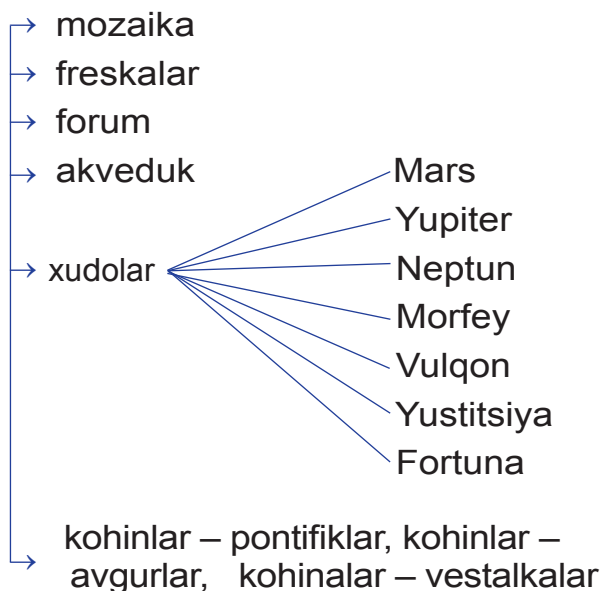 mozaika
freskalar
forum
akveduk
xudolar
Mars
Yupiter
Neptun
Morfey
Vulqon
Yustitsiya
Fortuna
kohinlar – pontifiklar, kohinlar –
avgurlar, kohinalar – vestalkalar